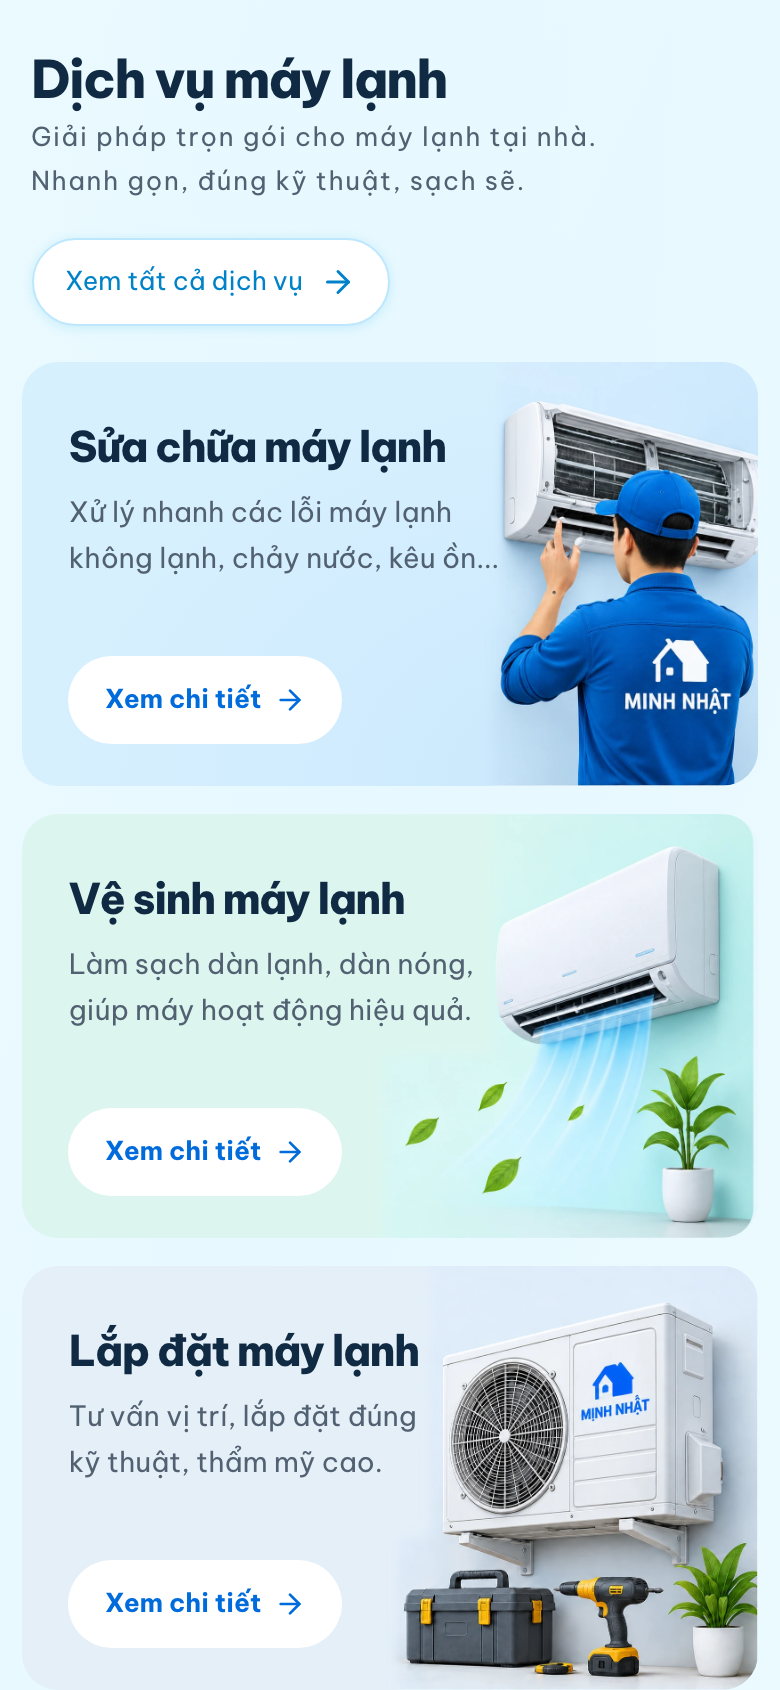 Dịch vụ máy lạnh
Giải pháp trọn gói cho máy lạnh tại nhà.
Nhanh gọn, đúng kỹ thuật, sạch sẽ.
Xem tất cả dịch vụ →
Sửa chữa máy lạnh
Xử lý nhanh các lỗi máy lạnh
không lạnh, chảy nước, kêu ồn...
Xem chi tiết →
MINH NHẬT
Vệ sinh máy lạnh
Làm sạch dàn lạnh, dàn nóng,
giúp máy hoạt động hiệu quả.
Xem chi tiết →
Lắp đặt máy lạnh
Tư vấn vị trí, lắp đặt đúng
kỹ thuật, thẩm mỹ cao.
Xem chi tiết →
MỊNH NHẬT